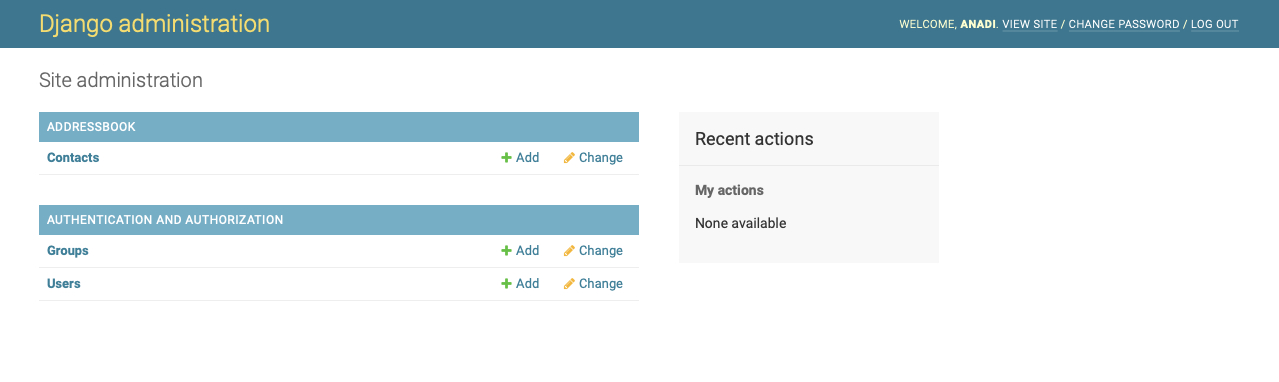 Django administration
WELCOME, ANADI. VIEW SITE / CHANGE PASSWORD / LOG OUT
Site administration
ADDRESSBOOK
Contacts Add Change
AUTHENTICATION AND AUTHORIZATION
Groups Add Change
Users Add Change
Recent actions
My actions
None available